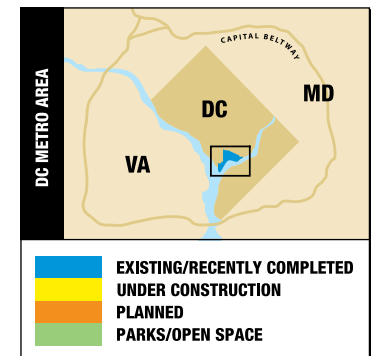 DC METRO AREA
CAPITAL BELTWAY
DC
MD
VA
EXISTING/RECENTLY COMPLETED
UNDER CONSTRUCTION
PLANNED
PARKS/OPEN SPACE